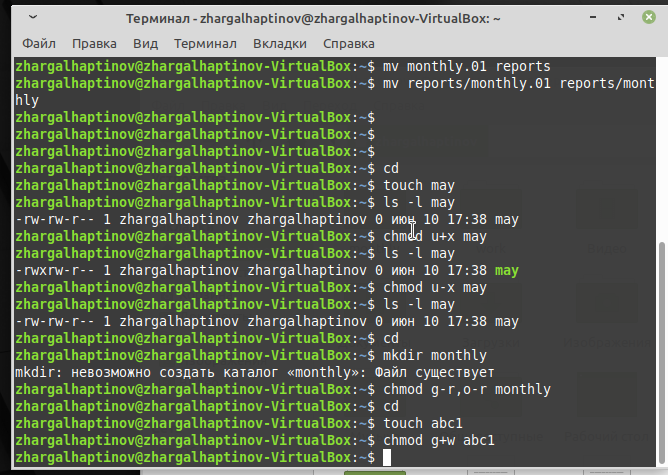 Терминал - zhargalhaptinov@zhargalhaptinov-VirtualBox: ~
Файл Правка Вид Терминал Вкладки Справка
zhargalhaptinov@zhargalhaptinov-VirtualBox:~$ mv monthly.01 reports
zhargalhaptinov@zhargalhaptinov-VirtualBox:~$ mv reports/monthly.01 reports/mont
hly
zhargalhaptinov@zhargalhaptinov-VirtualBox:~$
zhargalhaptinov@zhargalhaptinov-VirtualBox:~$
zhargalhaptinov@zhargalhaptinov-VirtualBox:~$
zhargalhaptinov@zhargalhaptinov-VirtualBox:~$ cd
zhargalhaptinov@zhargalhaptinov-VirtualBox:~$ touch may
zhargalhaptinov@zhargalhaptinov-VirtualBox:~$ ls -l may
-rw-rw-r-- 1 zhargalhaptinov zhargalhaptinov 0 июн 10 17:38 may
zhargalhaptinov@zhargalhaptinov-VirtualBox:~$ chmod u+x may
zhargalhaptinov@zhargalhaptinov-VirtualBox:~$ ls -l may
-rwxrw-r-- 1 zhargalhaptinov zhargalhaptinov 0 июн 10 17:38 may
zhargalhaptinov@zhargalhaptinov-VirtualBox:~$ chmod u-x may
zhargalhaptinov@zhargalhaptinov-VirtualBox:~$ ls -l may
-rw-rw-r-- 1 zhargalhaptinov zhargalhaptinov 0 июн 10 17:38 may
zhargalhaptinov@zhargalhaptinov-VirtualBox:~$ cd
zhargalhaptinov@zhargalhaptinov-VirtualBox:~$ mkdir monthly
mkdir: невозможно создать каталог «monthly»: Файл существует
zhargalhaptinov@zhargalhaptinov-VirtualBox:~$ chmod g-r,o-r monthly
zhargalhaptinov@zhargalhaptinov-VirtualBox:~$ cd
zhargalhaptinov@zhargalhaptinov-VirtualBox:~$ touch abc1
zhargalhaptinov@zhargalhaptinov-VirtualBox:~$ chmod g+w abc1
zhargalhaptinov@zhargalhaptinov-VirtualBox:~$